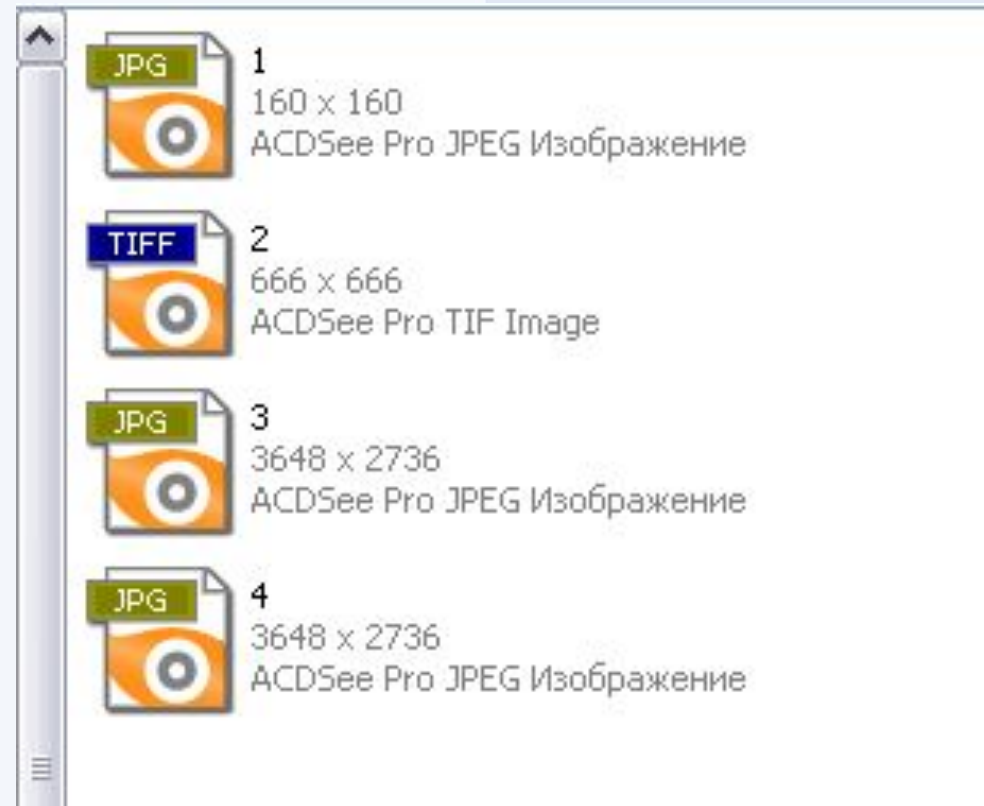 JPG
1
160 x 160
ACDSee Pro JPEG Изображение
TIFF
2
666 x 666
ACDSee Pro TIF Image
JPG
3
3648 x 2736
ACDSee Pro JPEG Изображение
JPG
4
3648 x 2736
ACDSee Pro JPEG Изображение